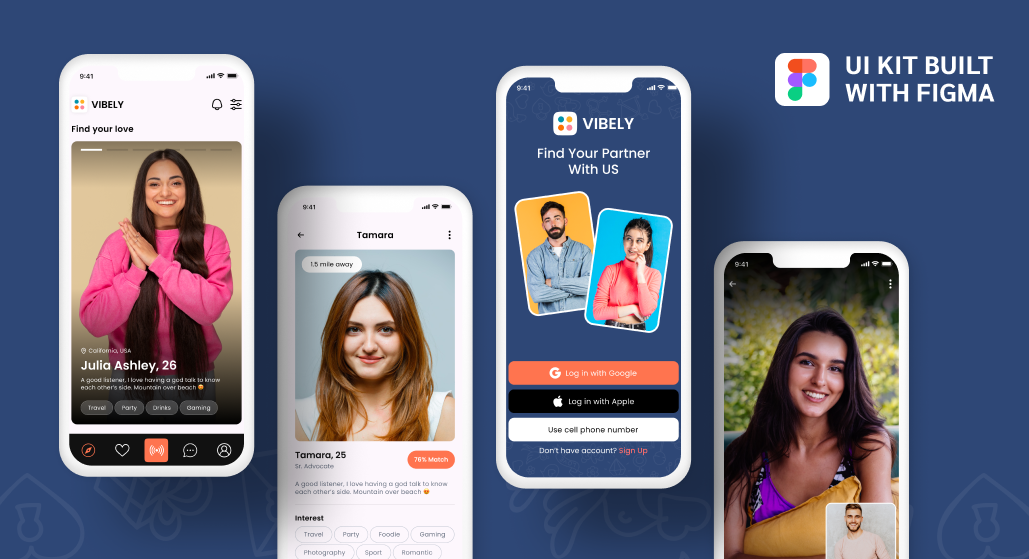 9:41
VIBELY
Find your love
California, USA
Julia Ashley, 26
A good listener, I love having a god talk to know
each other's side. Mountain over beach 😍
Travel
Party
Drinks
Gaming
9:41
Tamara
1.5 mile away
Tamara, 25
76% Match
Sr. Advocate
A good listener, I love having a god talk to know
each other's side. Mountain over beach 😍
Interest
Travel
Party
Foodie
Gaming
Photography
Sport
Romantic
9:41
VIBELY
Find Your Partner
With US
Log in with Google
Log in with Apple
Use cell phone number
Don't have account? Sign Up
9:41
UI KIT BUILT
WITH FIGMA